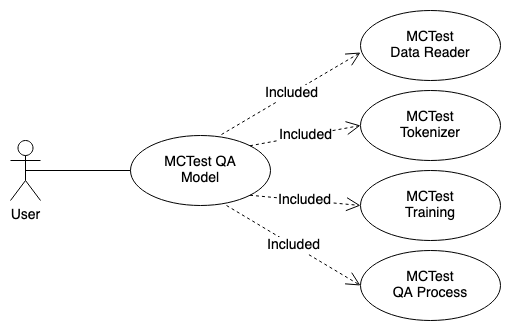 MCTest
Data Reader
Included
MCTest
Tokenizer
Included
MCTest QA
Model
User
Included
MCTest
Training
Included
MCTest
QA Process